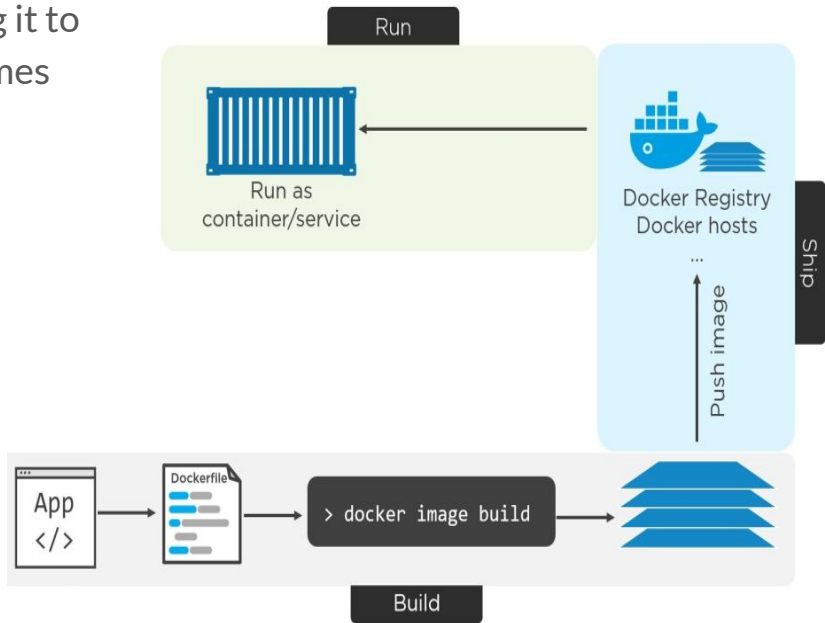 g it to
nes
Run
Run as
container/service
Docker Registry
Docker hosts
...
Ship
Push image
App
</>
Dockerfile
> docker image build
Build